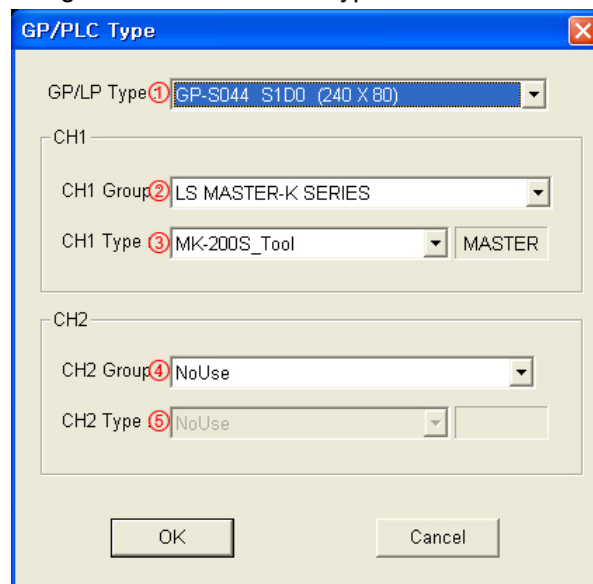 GP/PLC Type
GP/LP Type ① GP-S044 S1D0 (240 X 80)
CH1
CH1 Group ② LS MASTER-K SERIES
CH1 Type ③ MK-200S_Tool MASTER
CH2
CH2 Group ④ NoUse
CH2 Type ⑤ NoUse
OK Cancel